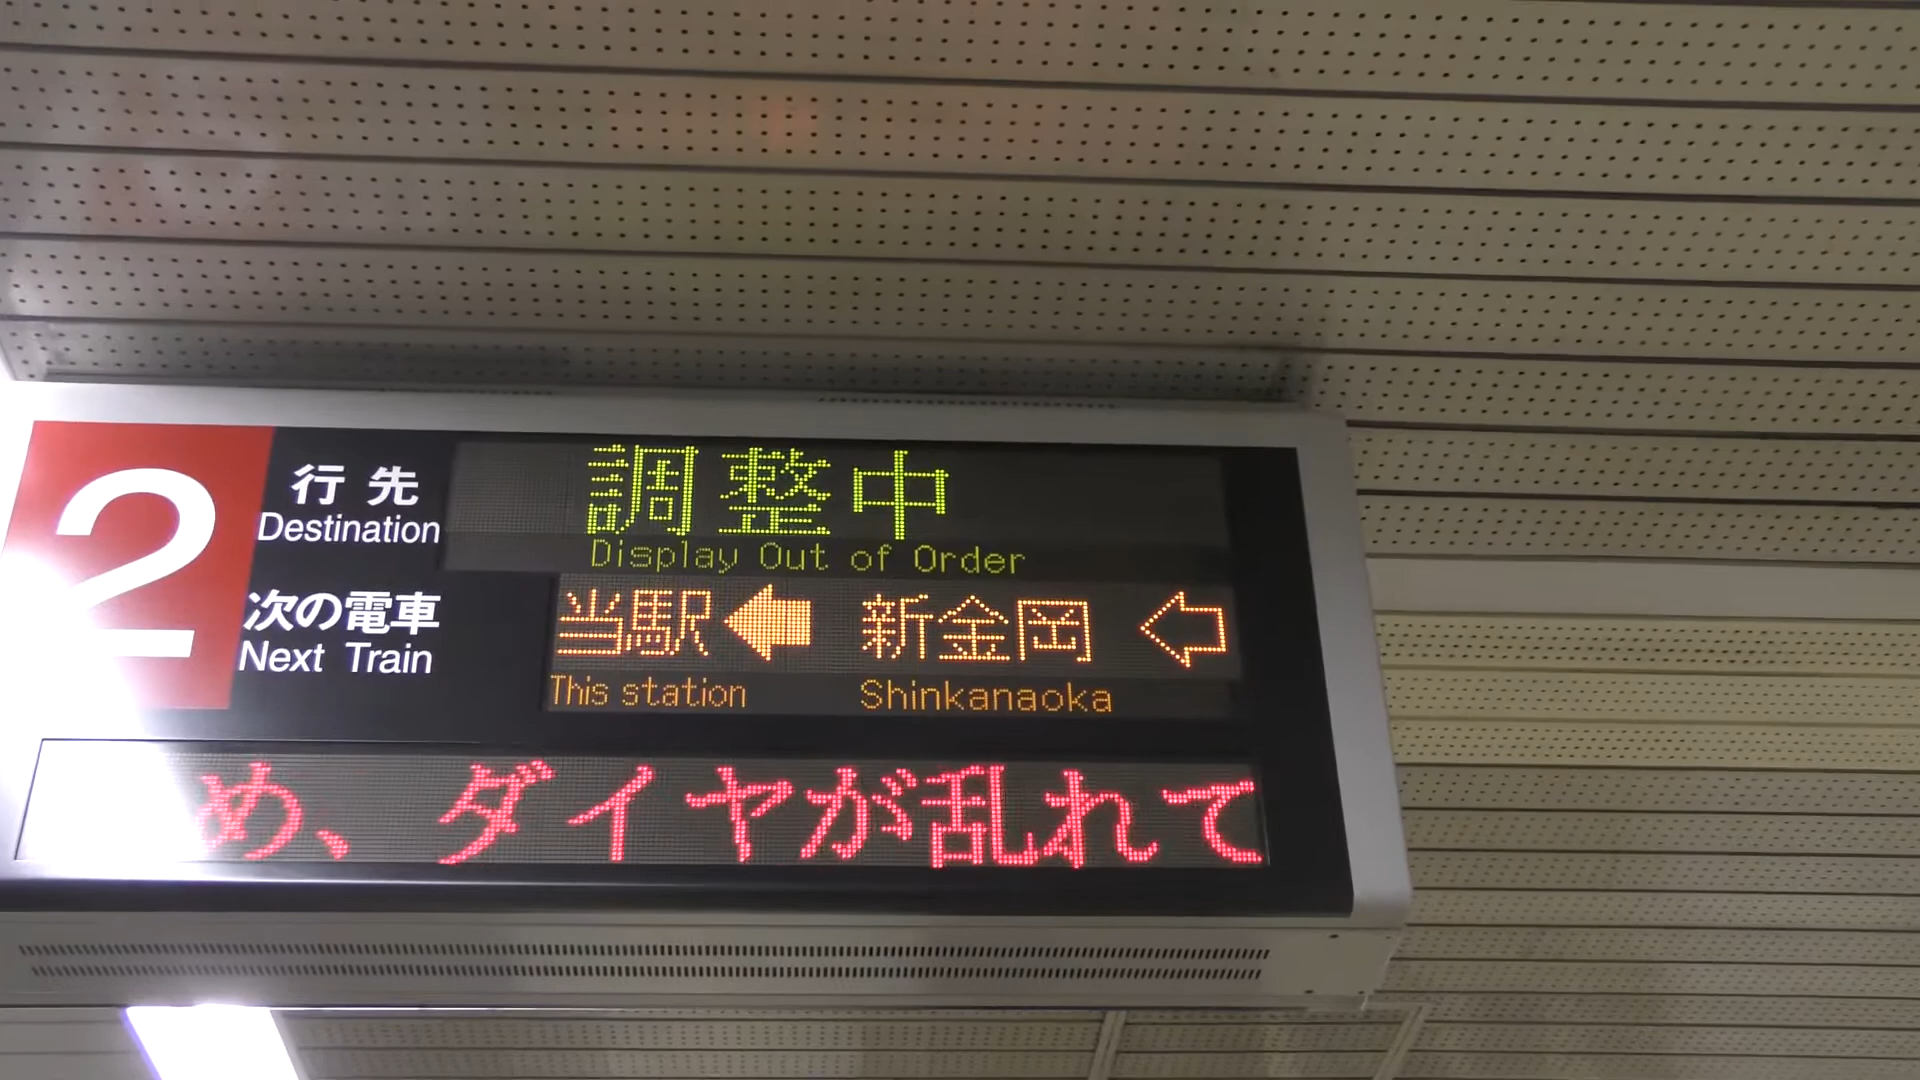 2
行先
Destination
調整中
Display Out of Order
次の電車
Next Train
当駅 ← 新金岡 ←
This station Shinkanaoka
め、ダイヤが乱れて